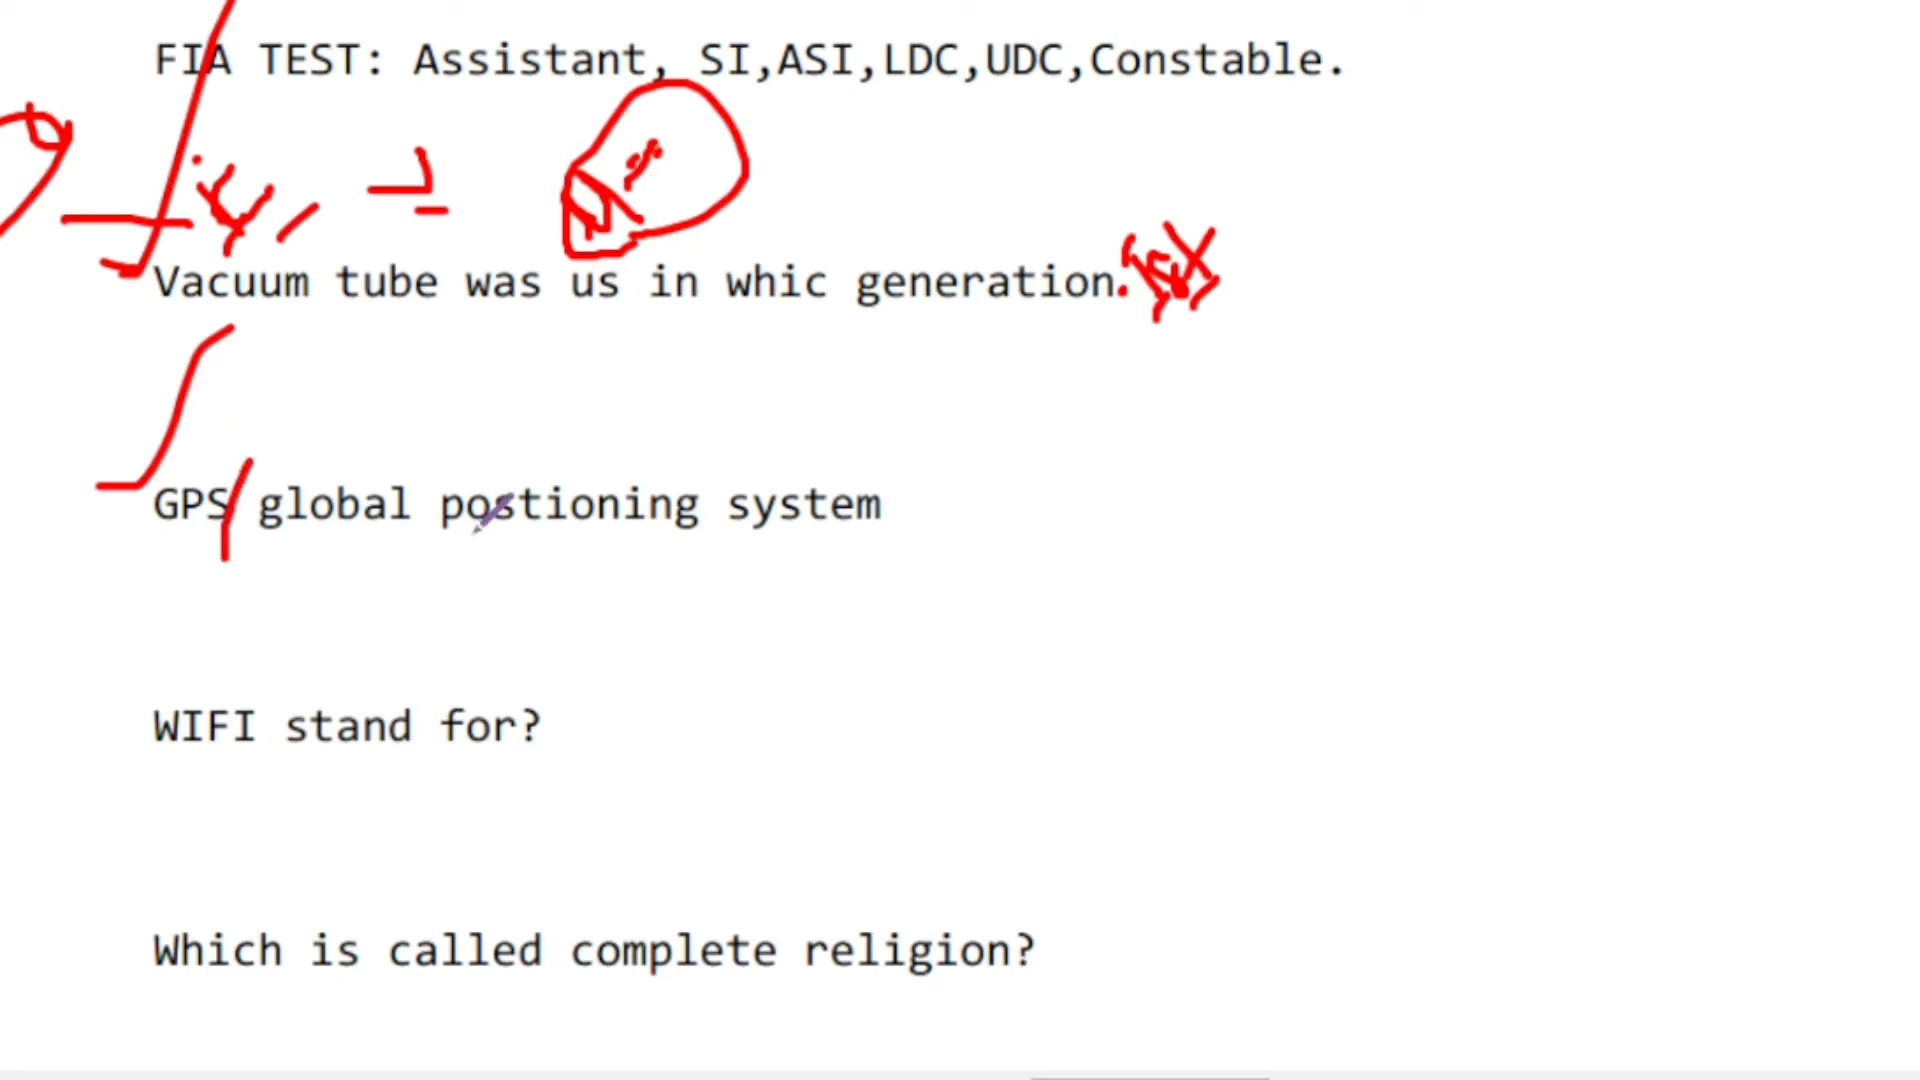 FIA TEST: Assistant, SI,ASI,LDC,UDC,Constable.
Vacuum tube was us in whic generation.
GPS global postioning system
WIFI stand for?
Which is called complete religion?